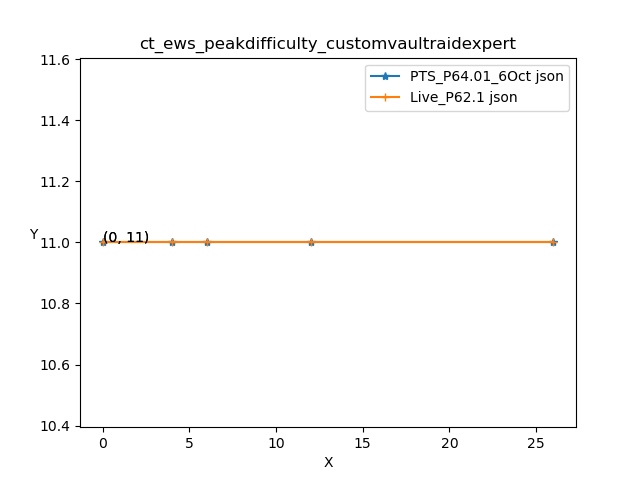 ct_ews_peakdifficulty_customvaultraidexpert
PTS_P64.01_6Oct json
Live_P62.1 json
11.6
11.4
11.2
Y 11.0
(0, 11)
10.8
10.6
10.4
0 5 10 15 20 25
X